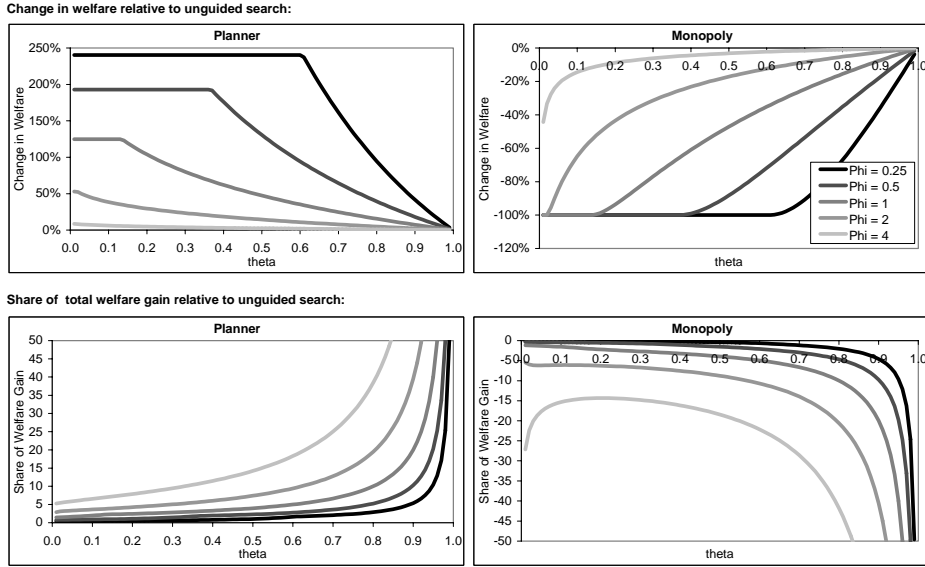 Change in welfare relative to unguided search:
Planner
250%
200%
150%
100%
50%
0%
Change in Welfare
0.0 0.1 0.2 0.3 0.4 0.5 0.6 0.7 0.8 0.9 1.0
theta
Monopoly
0%
-20%
-40%
-60%
-80%
-100%
-120%
Change in Welfare
0.0 0.1 0.2 0.3 0.4 0.5 0.6 0.7 0.8 0.9 1.0
Phi = 0.25
Phi = 0.5
Phi = 1
Phi = 2
Phi = 4
theta
Share of total welfare gain relative to unguided search:
Planner
50
45
40
35
30
25
20
15
10
5
0
Share of Welfare Gain
0.0 0.1 0.2 0.3 0.4 0.5 0.6 0.7 0.8 0.9 1.0
theta
Monopoly
0
-5
-10
-15
-20
-25
-30
-35
-40
-45
-50
Share of Welfare Gain
0.0 0.1 0.2 0.3 0.4 0.5 0.6 0.7 0.8 0.9 1.0
theta